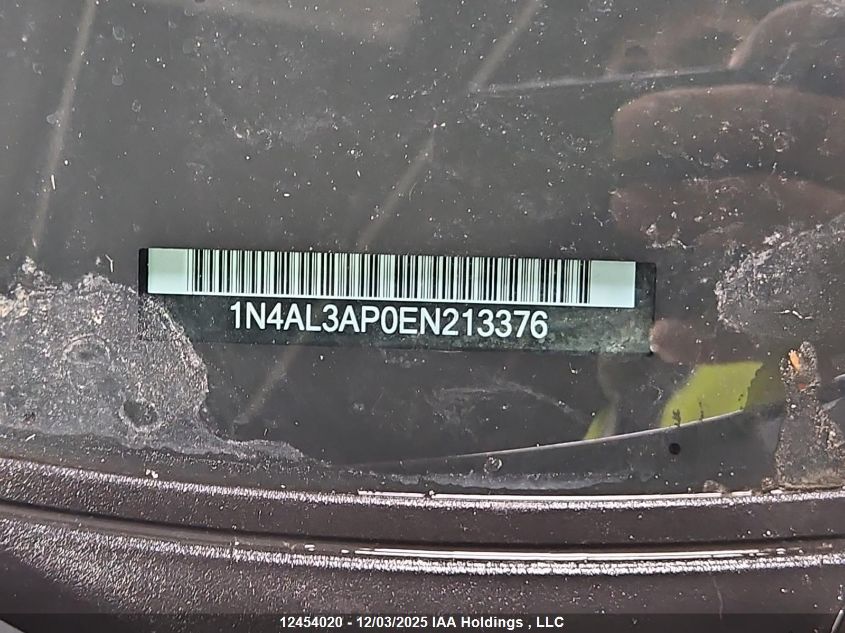 1N4AL3AP0EN213376
12454020 - 12/03/2025 IAA Holdings , LLC